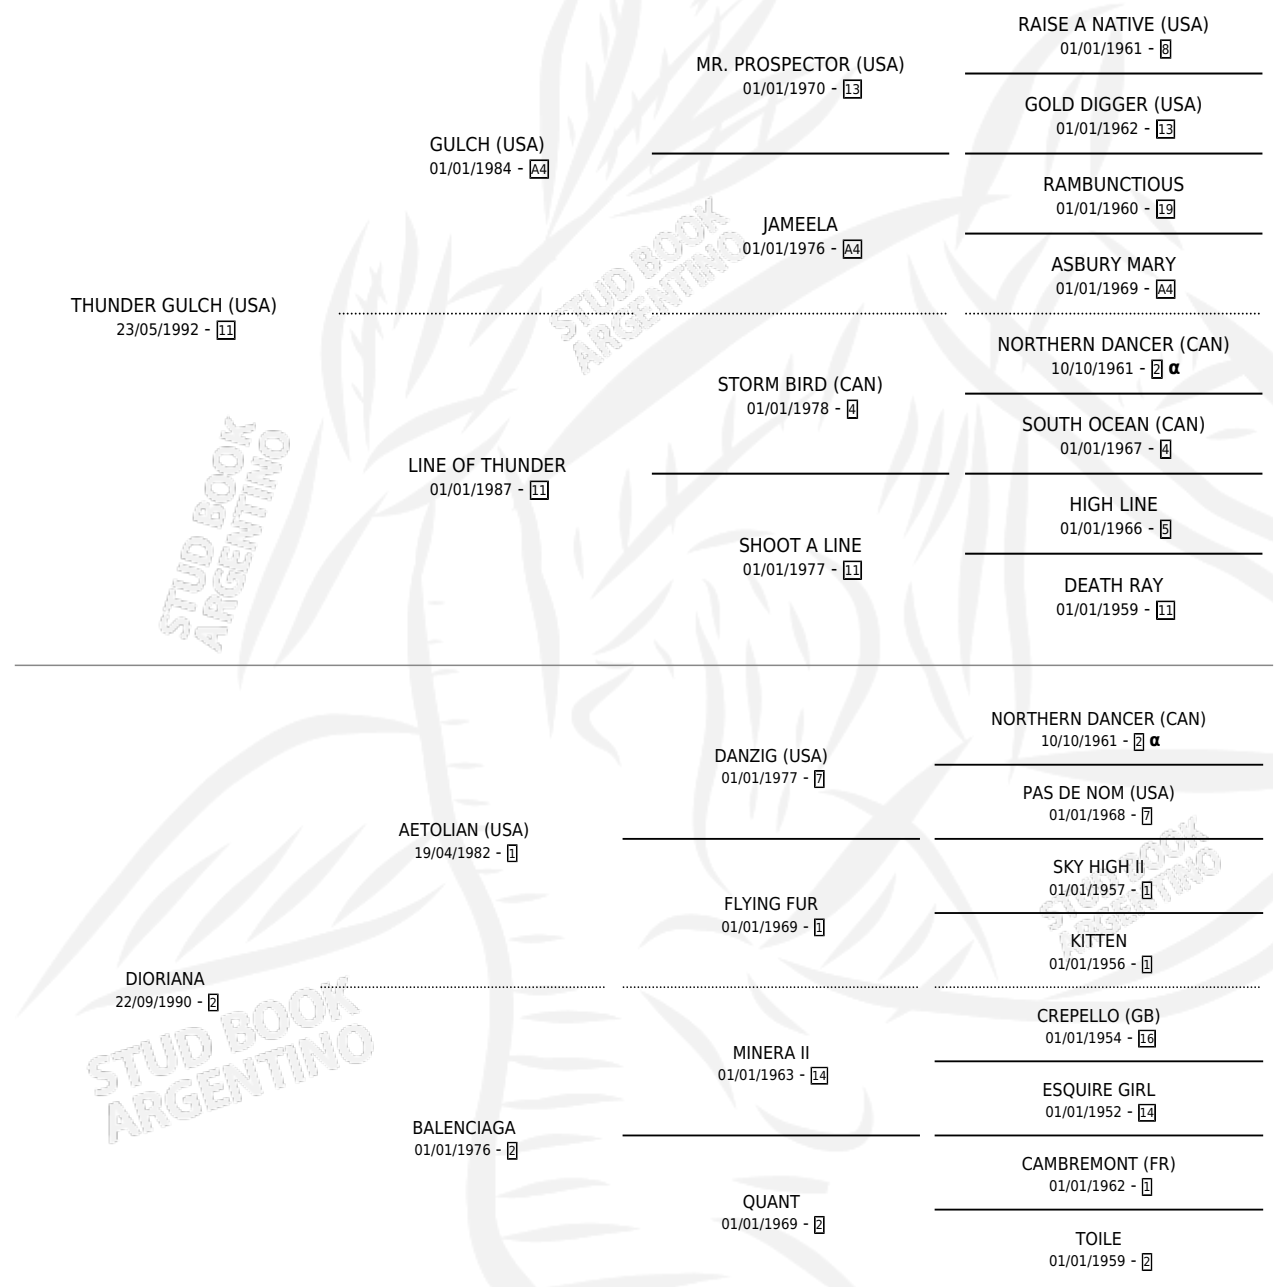 RAISE A NATIVE (USA)
01/01/1961 - 8
MR. PROSPECTOR (USA)
01/01/1970 - 13
GOLD DIGGER (USA)
01/01/1962 - 13
GULCH (USA)
01/01/1984 - A4
RAMBUNCTIOUS
01/01/1960 - 19
JAMEELA
01/01/1976 - A4
ASBURY MARY
01/01/1969 - A4
THUNDER GULCH (USA)
23/05/1992 - 11
NORTHERN DANCER (CAN)
10/10/1961 - 2 α
STORM BIRD (CAN)
01/01/1978 - 4
SOUTH OCEAN (CAN)
01/01/1967 - 4
LINE OF THUNDER
01/01/1987 - 11
HIGH LINE
01/01/1966 - 5
SHOOT A LINE
01/01/1977 - 11
DEATH RAY
01/01/1959 - 11
NORTHERN DANCER (CAN)
10/10/1961 - 2 α
DANZIG (USA)
01/01/1977 - 7
PAS DE NOM (USA)
01/01/1968 - 7
AETOLIAN (USA)
19/04/1982 - 1
SKY HIGH II
01/01/1957 - 1
FLYING FUR
01/01/1969 - 1
KITTEN
01/01/1956 - 1
DIORIANA
22/09/1990 - 2
CREPELLO (GB)
01/01/1954 - 16
MINERA II
01/01/1963 - 14
ESQUIRE GIRL
01/01/1952 - 14
BALENCIAGA
01/01/1976 - 2
CAMBREMONT (FR)
01/01/1962 - 1
QUANT
01/01/1969 - 2
TOILE
01/01/1959 - 2
STUD BOOK
ARGENTINO
STUD BOOK
ARGENTINO
STUD BOOK
ARGENTINO
STUD BOOK
ARGENTINO